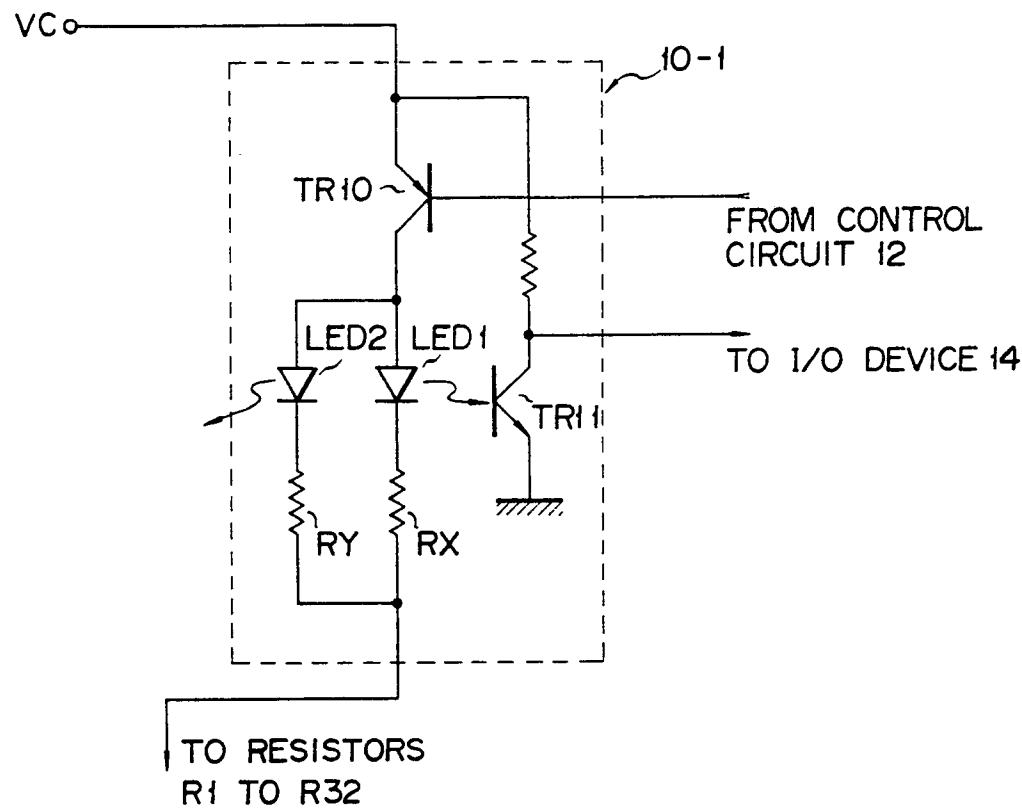 VC
10-1
TR10
FROM CONTROL
CIRCUIT 12
LED2
LED1
TO I/O DEVICE 14
TR11
RY
RX
TO RESISTORS
R1 TO R32